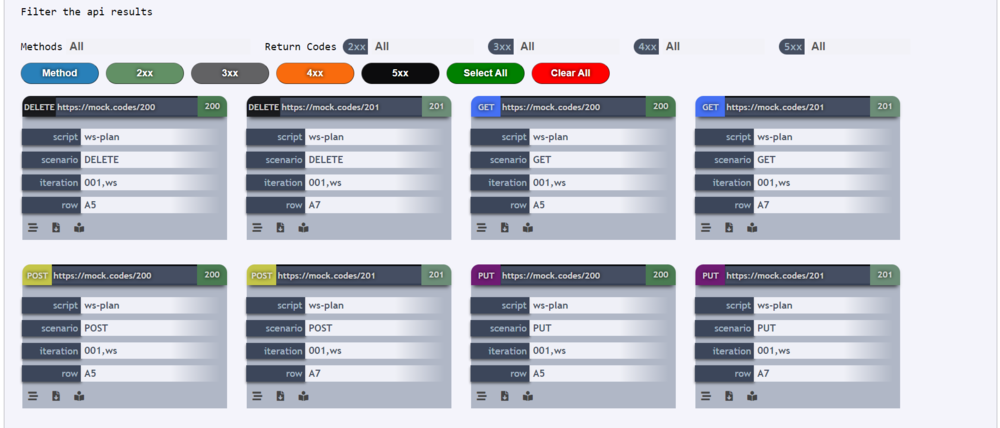 Filter the api results
Methods All Return Codes 2xx All 3xx All 4xx All 5xx All
Method 2xx 3xx 4xx 5xx Select All Clear All
DELETE https://mock.codes/200 200 DELETE https://mock.codes/201 201 GET https://mock.codes/200 200 GET https://mock.codes/201 201
script ws-plan script ws-plan script ws-plan script ws-plan
scenario DELETE scenario DELETE scenario GET scenario GET
iteration 001,ws iteration 001,ws iteration 001,ws iteration 001,ws
row A5 row A7 row A5 row A7
POST https://mock.codes/200 200 POST https://mock.codes/201 201 PUT https://mock.codes/200 200 PUT https://mock.codes/201 201
script ws-plan script ws-plan script ws-plan script ws-plan
scenario POST scenario POST scenario PUT scenario PUT
iteration 001,ws iteration 001,ws iteration 001,ws iteration 001,ws
row A5 row A7 row A5 row A7